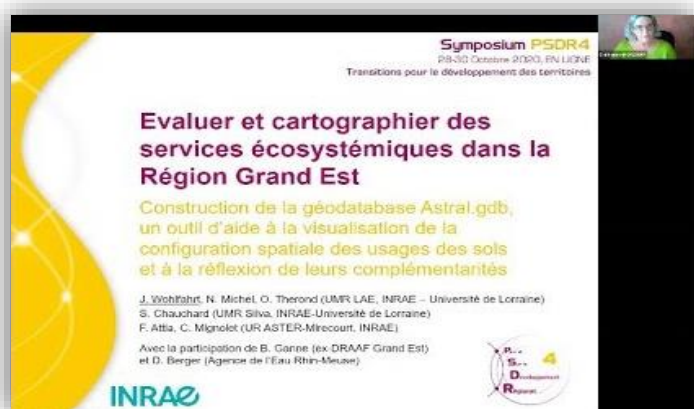 Symposium PSDR4
28-30 Octobre 2020, EN LIGNE
Transitions pour le développement des territoires
Evaluer et cartographier des
services écosystémiques dans la
Région Grand Est
Construction de la géodatabase Astral.gdb,
un outil d'aide à la visualisation de la
configuration spatiale des usages des sols
et à la réflexion de leurs complémentarités
J. Wohlfahrt, N. Michel, O. Therond (UMR LAE, INRAE – Université de Lorraine)
S. Chauchard (UMR Silva, INRAE-Université de Lorraine)
F. Attia, C. Mignolet (UR ASTER-Mirecourt, INRAE)
Avec la participation de B. Ganne (ex-DRAAF Grand Est)
et D. Berger (Agence de l'Eau Rhin-Meuse)
INRAE
4